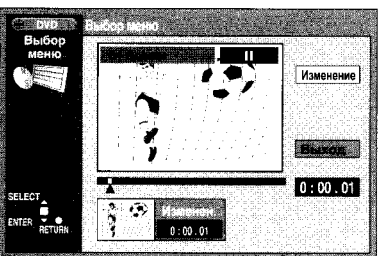 DVD
Выбор меню
Выбор
меню
Изменение
Выход
0 : 00 . 01
SELECT
ENTER
RETURN
Изменен.
0 : 00 . 01